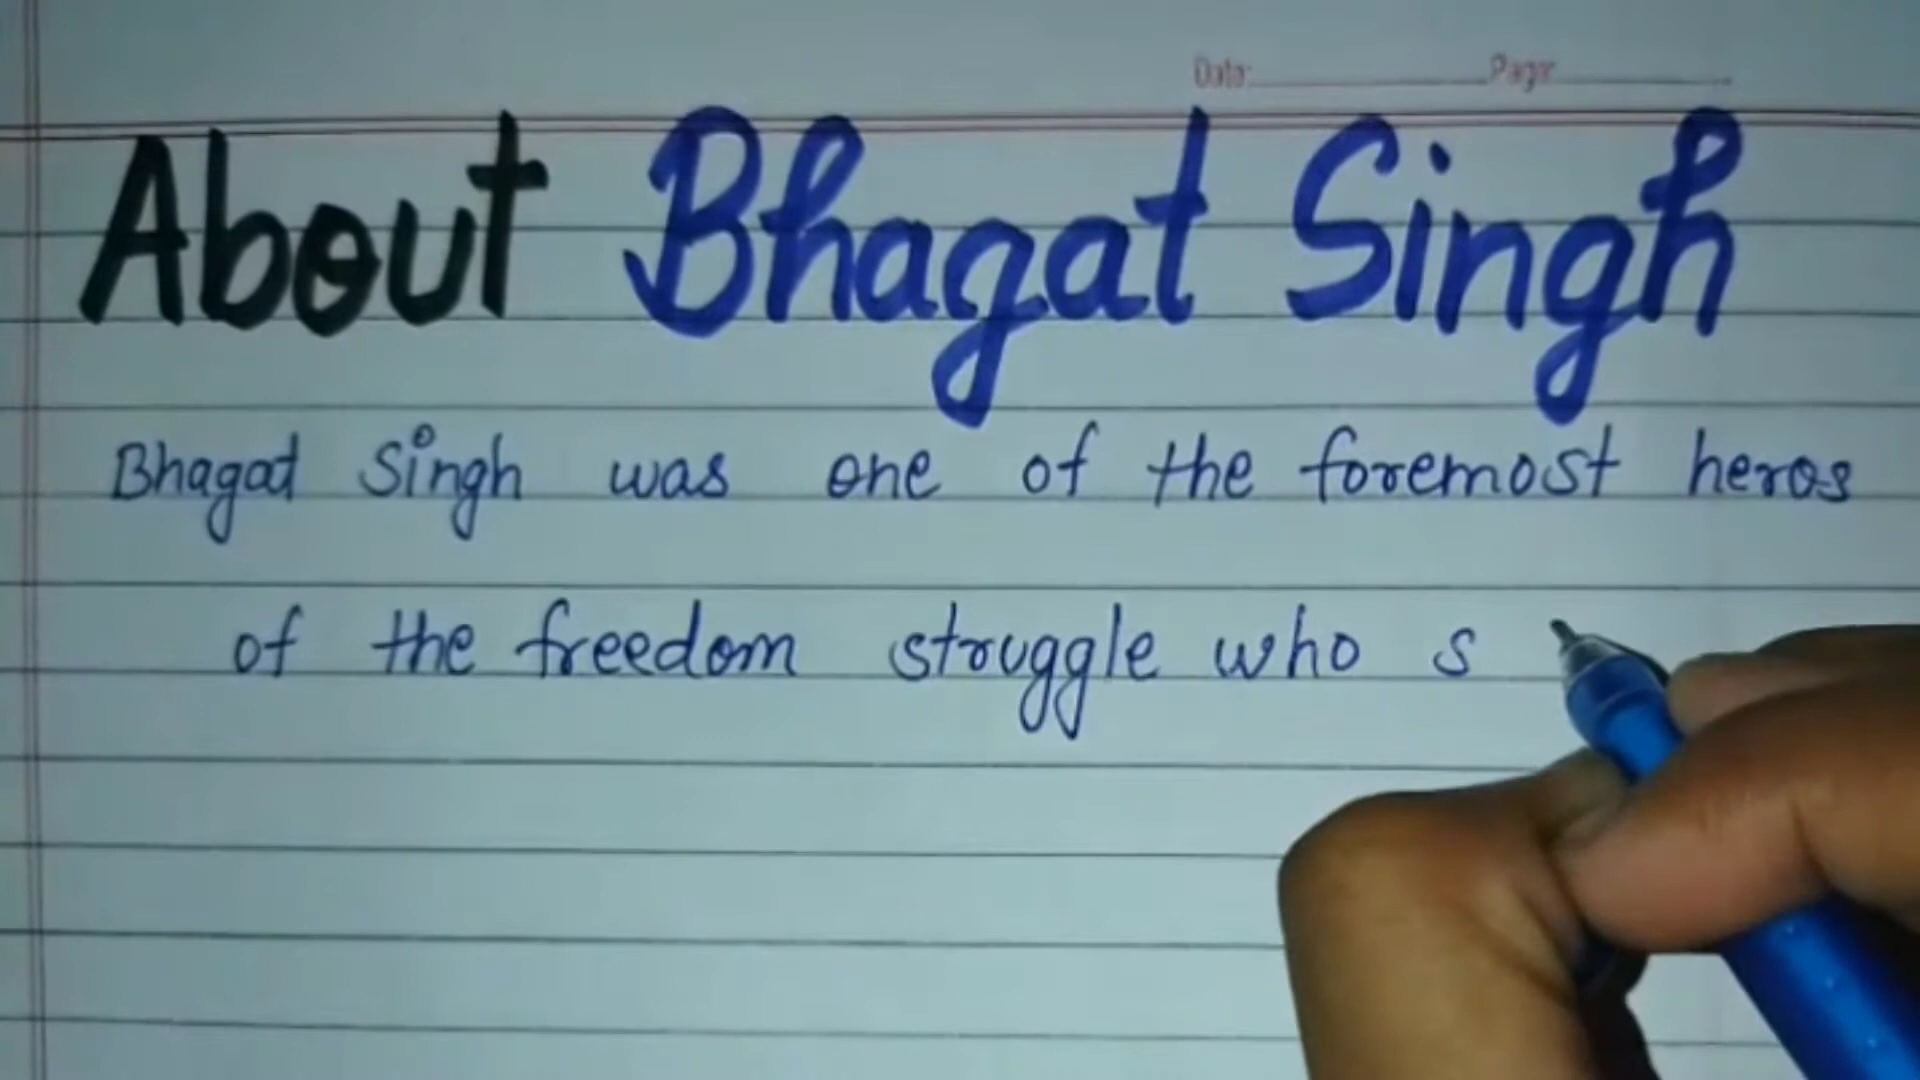 Date: Page:
About Bhagat Singh
Bhagat Singh was one of the foremost heros
of the freedom struggle who s